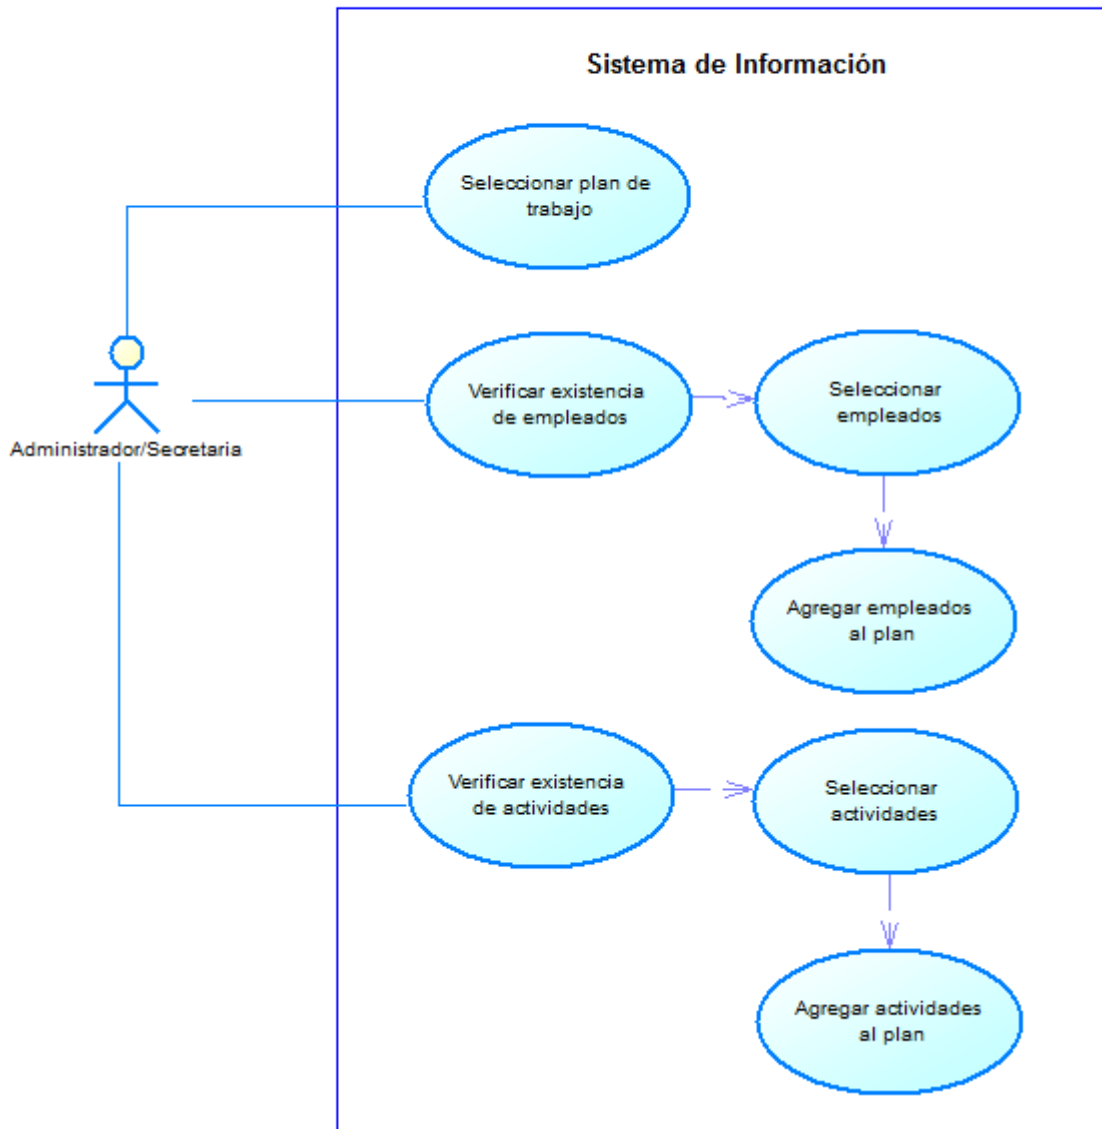 Sistema de Información
Seleccionar plan de
trabajo
Verificar existencia
de empleados
Seleccionar
empleados
Administrador/Secretaria
Agregar empleados
al plan
Verificar existencia
de actividades
Seleccionar
actividades
Agregar actividades
al plan